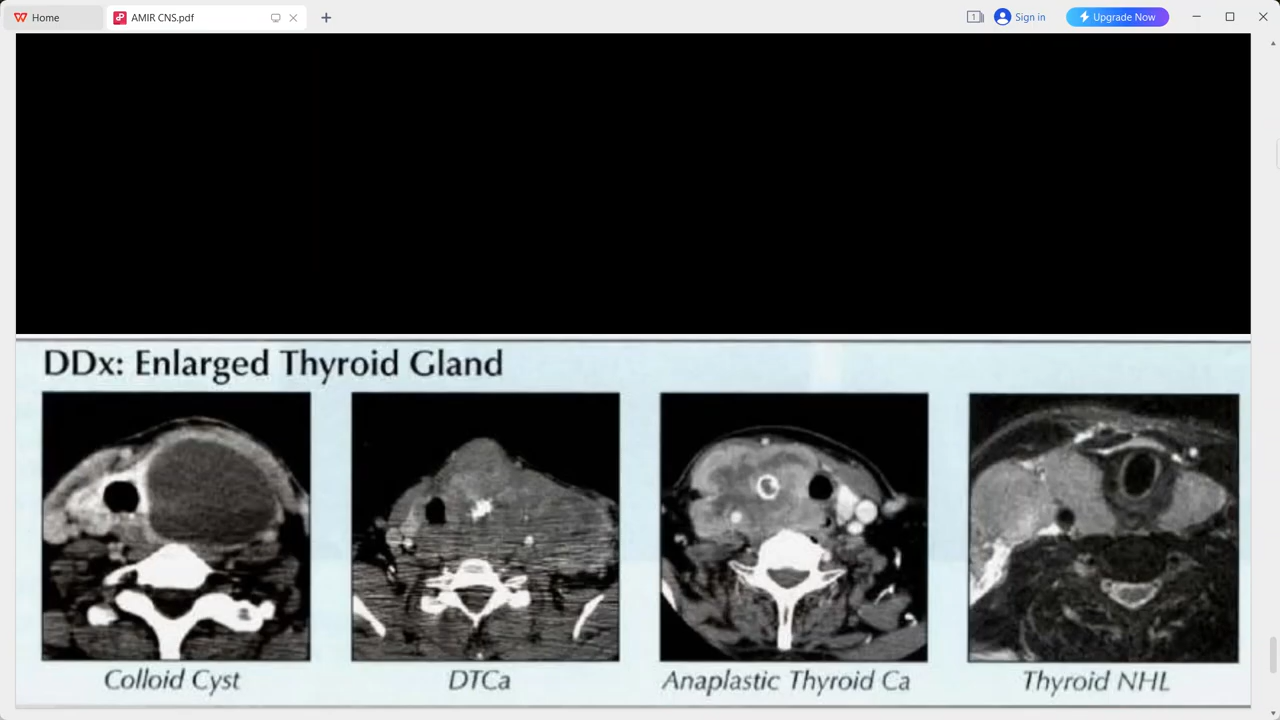 Home
AMIR CNS.pdf
1
Sign in
Upgrade Now
DDx: Enlarged Thyroid Gland
Colloid Cyst
DTCa
Anaplastic Thyroid Ca
Thyroid NHL